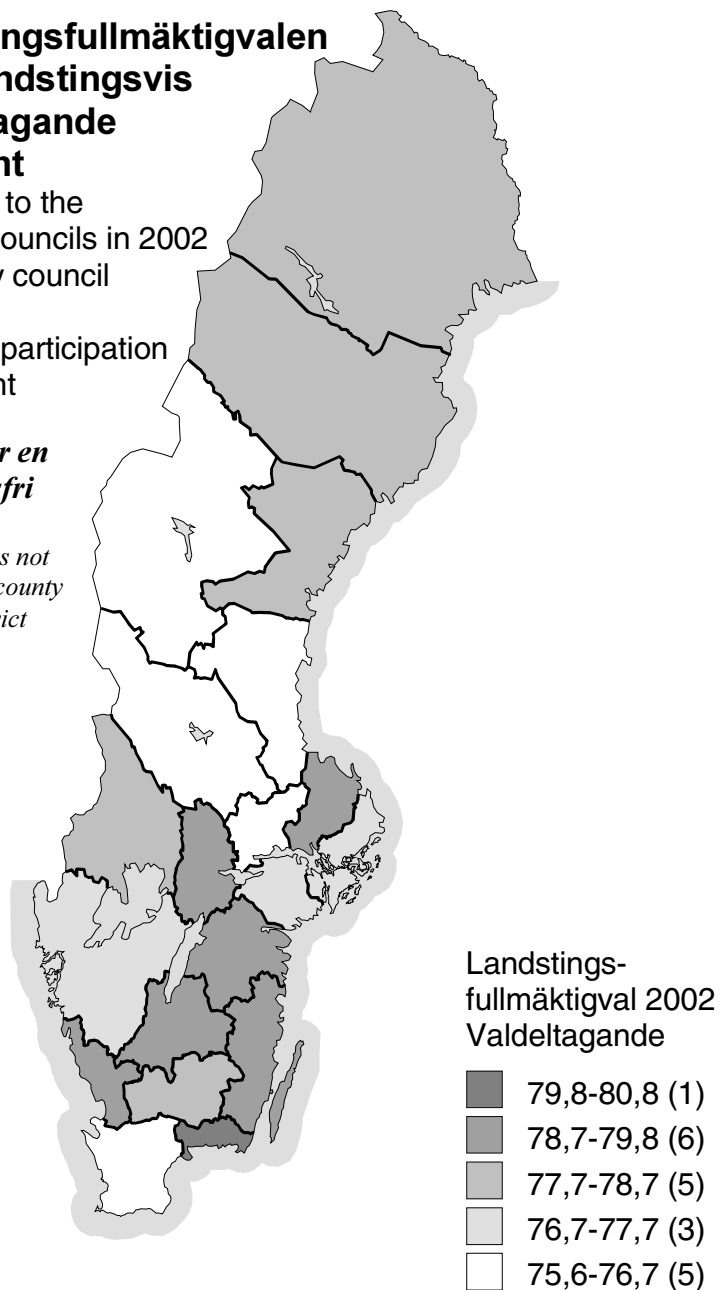 ngsfullmäktigvalen
ndstingsvis
agande
nt
to the
ouncils in 2002
y council
participation
nt
r en
fri
s not
county
rict
Landstings-
fullmäktigval 2002
Valdeltagande
79,8-80,8 (1)
78,7-79,8 (6)
77,7-78,7 (5)
76,7-77,7 (3)
75,6-76,7 (5)